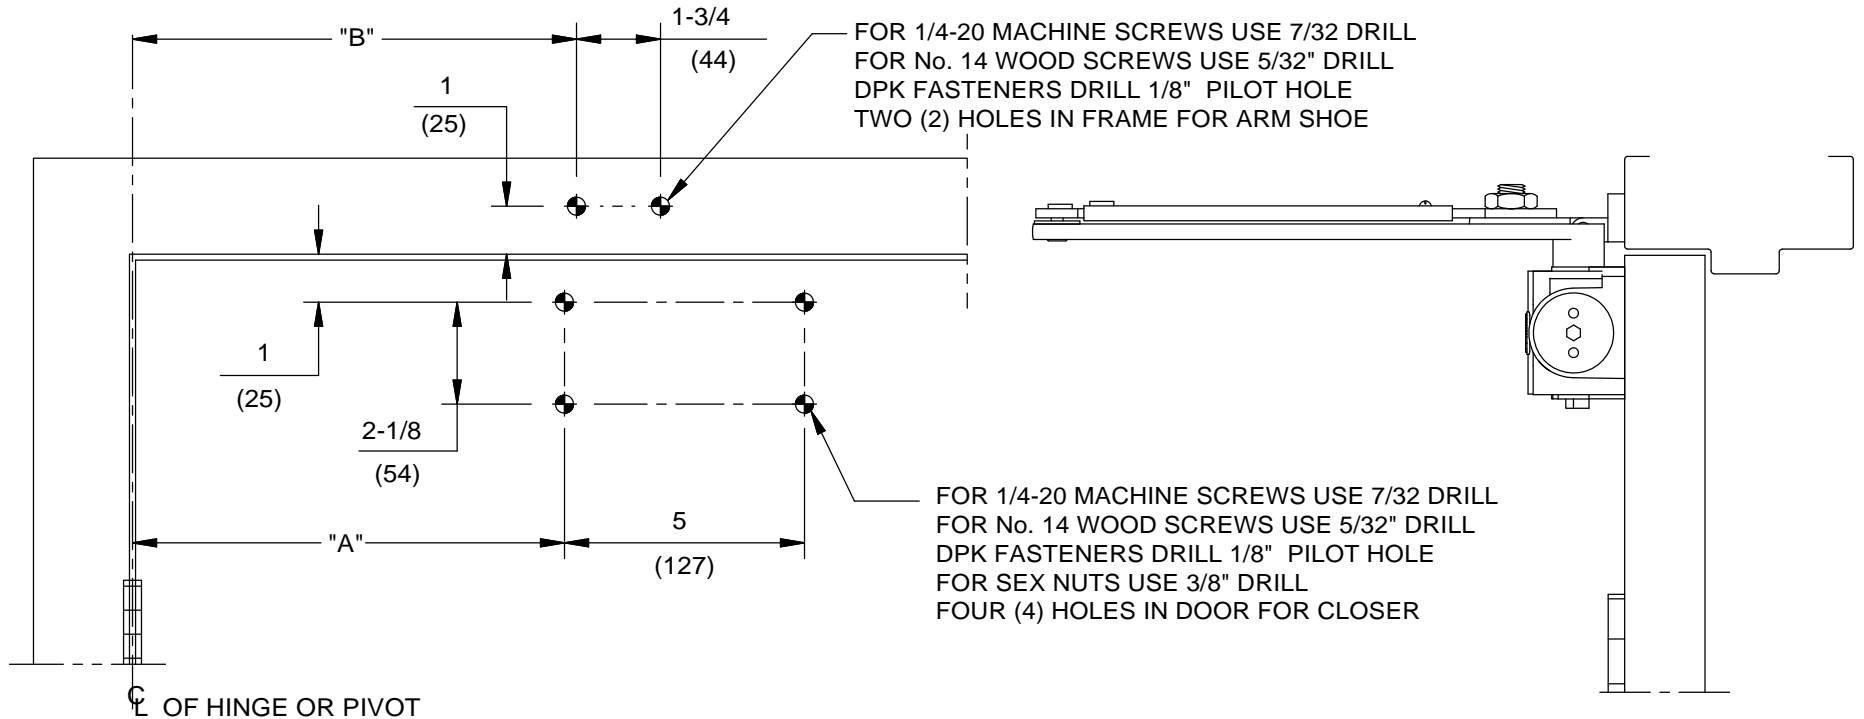 "B"
1-3/4
(44)
1
(25)
FOR 1/4-20 MACHINE SCREWS USE 7/32 DRILL
FOR No. 14 WOOD SCREWS USE 5/32" DRILL
DPK FASTENERS DRILL 1/8"  PILOT HOLE
TWO (2) HOLES IN FRAME FOR ARM SHOE
1
(25)
2-1/8
(54)
"A"
5
(127)
FOR 1/4-20 MACHINE SCREWS USE 7/32 DRILL
FOR No. 14 WOOD SCREWS USE 5/32" DRILL
DPK FASTENERS DRILL 1/8"  PILOT HOLE
FOR SEX NUTS USE 3/8" DRILL
FOUR (4) HOLES IN DOOR FOR CLOSER
CL OF HINGE OR PIVOT